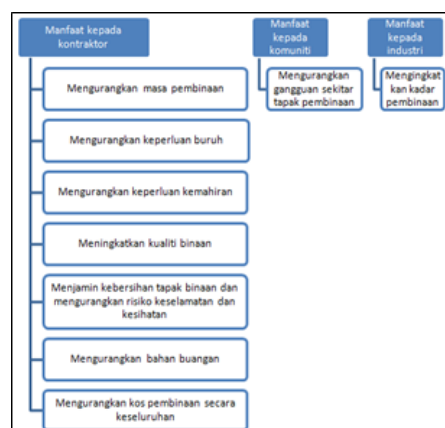 Manfaat kepada
kontraktor
Mengurangkan masa pembinaan
Mengurangkan keperluan buruh
Mengurangkan keperluan kemahiran
Meningkatkan kualiti binaan
Menjamin kebersihan tapak binaan dan
mengurangkan risiko keselamatan dan
kesihatan
Mengurangkan bahan buangan
Mengurangkan kos pembinaan secara
keseluruhan
Manfaat
kepada
komuniti
Mengurangkan
gangguan sekitar
tapak pembinaan
Manfaat
kepada
industri
Mengingkat
kan kadar
pembinaan